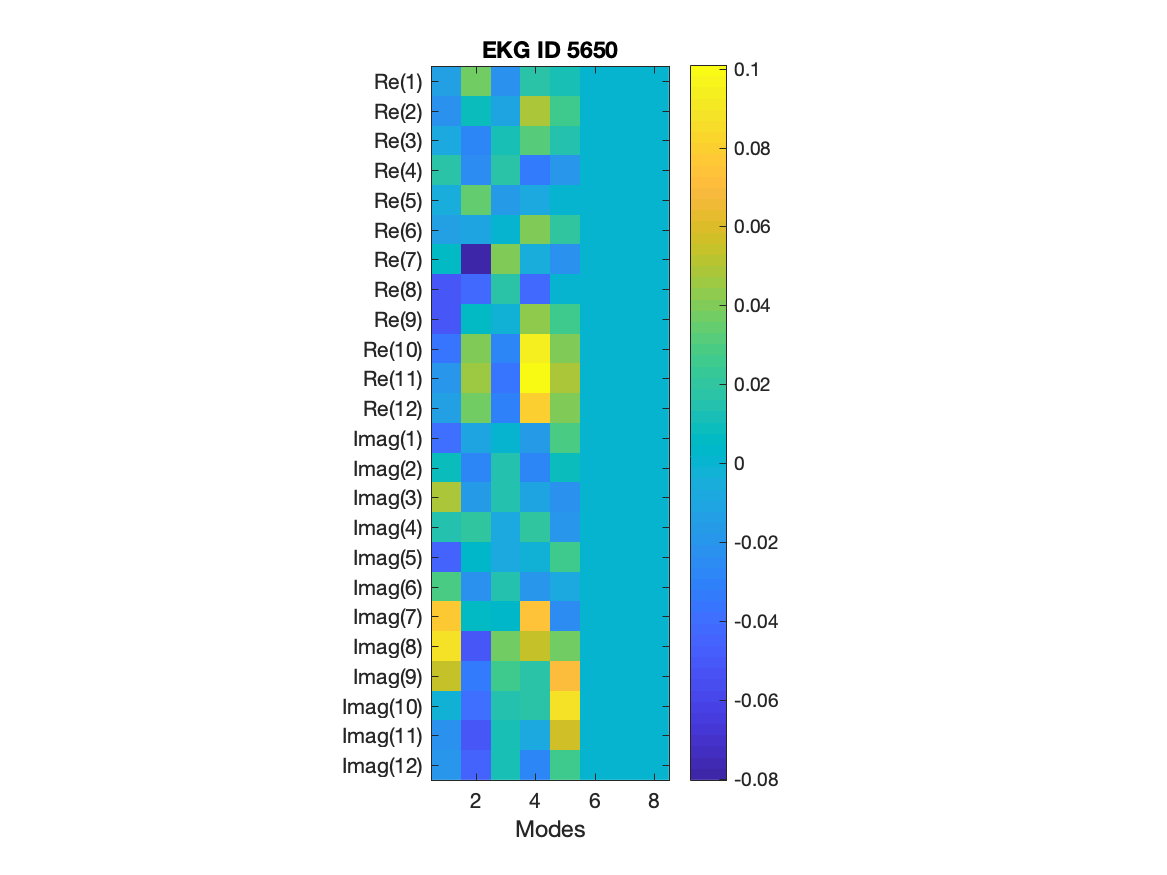 EKG ID 5650
Re(1)
Re(2)
Re(3)
Re(4)
Re(5)
Re(6)
Re(7)
Re(8)
Re(9)
Re(10)
Re(11)
Re(12)
Imag(1)
Imag(2)
Imag(3)
Imag(4)
Imag(5)
Imag(6)
Imag(7)
Imag(8)
Imag(9)
Imag(10)
Imag(11)
Imag(12)
2 4 6 8
Modes
0.1
0.08
0.06
0.04
0.02
0
-0.02
-0.04
-0.06
-0.08